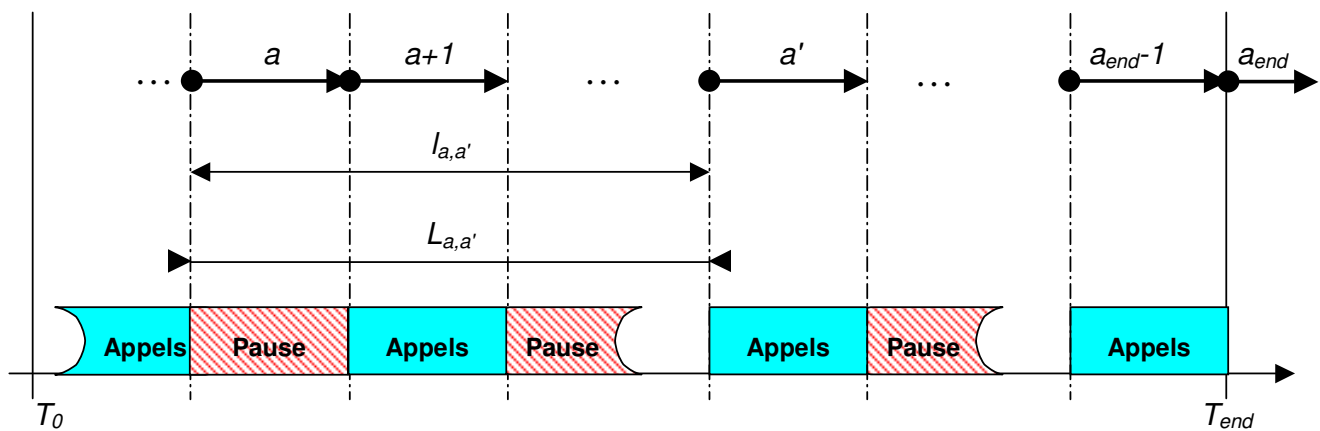 a a+1 a' a_end-1 a_end
... ... ...
l_a,a'
L_a,a'
Appels Pause Appels Pause Appels Pause Appels
T_0 T_end